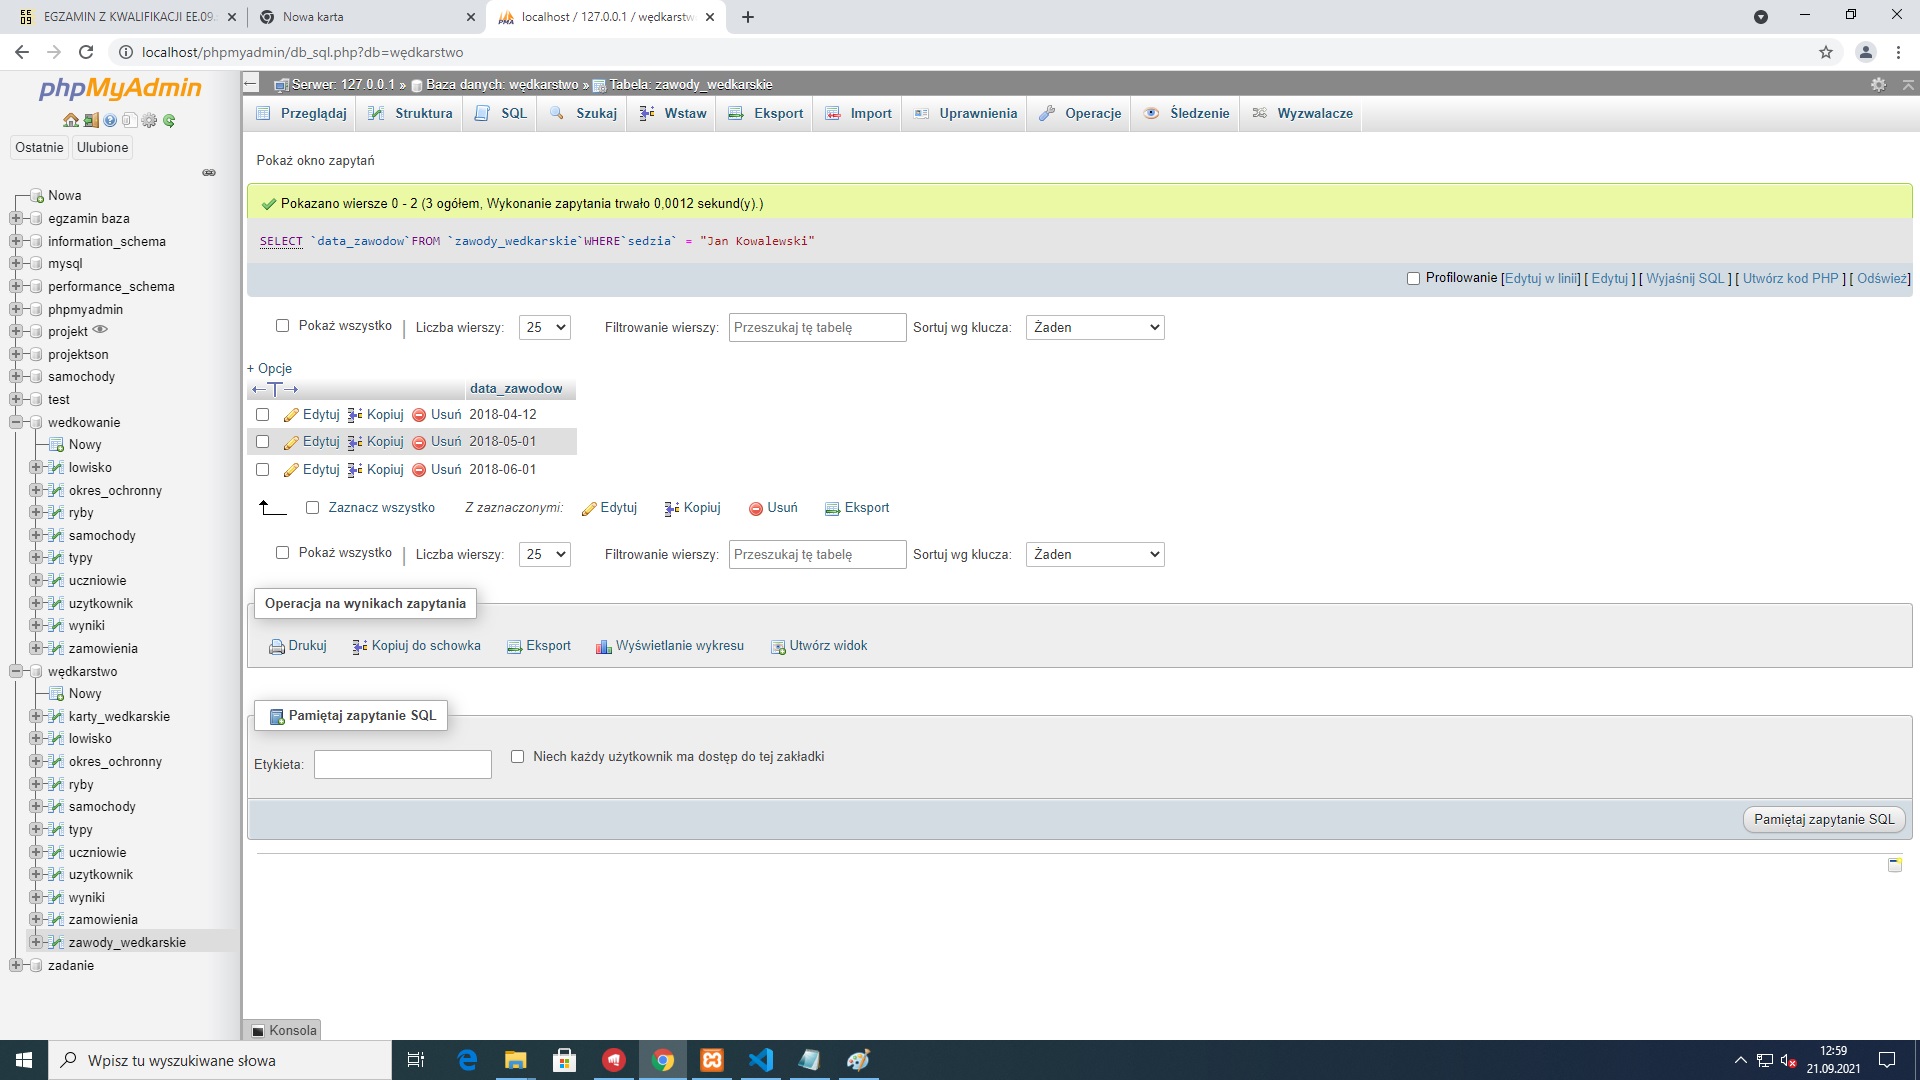 EGZAMIN Z KWALIFIKACJI EE.09.
Nowa karta
localhost / 127.0.0.1 / wędkarstw
localhost/phpmyadmin/db_sql.php?db=wędkarstwo
phpMyAdmin
Ostatnie
Ulubione
Nowa
egzamin baza
information_schema
mysql
performance_schema
phpmyadmin
projekt
projektson
samochody
test
wedkowanie
Nowy
lowisko
okres_ochronny
ryby
samochody
typy
uczniowie
uzytkownik
wyniki
zamowienia
wędkarstwo
Nowy
karty_wedkarskie
lowisko
okres_ochronny
ryby
samochody
typy
uczniowie
uzytkownik
wyniki
zamowienia
zawody_wedkarskie
zadanie
Serwer: 127.0.0.1 » Baza danych: wędkarstwo » Tabela: zawody_wedkarskie
Przeglądaj Struktura SQL Szukaj Wstaw Eksport Import Uprawnienia Operacje Śledzenie Wyzwalacze
Pokaż okno zapytań
Pokazano wiersze 0 - 2 (3 ogółem, Wykonanie zapytania trwało 0,0012 sekund(y).)
SELECT `data_zawodow`FROM `zawody_wedkarskie`WHERE`sedzia` = "Jan Kowalewski"
Profilowanie [Edytuj w linii] [ Edytuj ] [ Wyjaśnij SQL ] [ Utwórz kod PHP ] [ Odśwież]
Pokaż wszystko | Liczba wierszy: 25 Filtrowanie wierszy: Przeszukaj tę tabelę Sortuj wg klucza: Żaden
+ Opcje
←T→ data_zawodow
Edytuj Kopiuj Usuń 2018-04-12
Edytuj Kopiuj Usuń 2018-05-01
Edytuj Kopiuj Usuń 2018-06-01
Zaznacz wszystko Z zaznaczonymi: Edytuj Kopiuj Usuń Eksport
Pokaż wszystko | Liczba wierszy: 25 Filtrowanie wierszy: Przeszukaj tę tabelę Sortuj wg klucza: Żaden
Operacja na wynikach zapytania
Drukuj Kopiuj do schowka Eksport Wyświetlanie wykresu Utwórz widok
Pamiętaj zapytanie SQL
Etykieta: Niech każdy użytkownik ma dostęp do tej zakładki
Pamiętaj zapytanie SQL
Konsola
Wpisz tu wyszukiwane słowa
12:59
21.09.2021